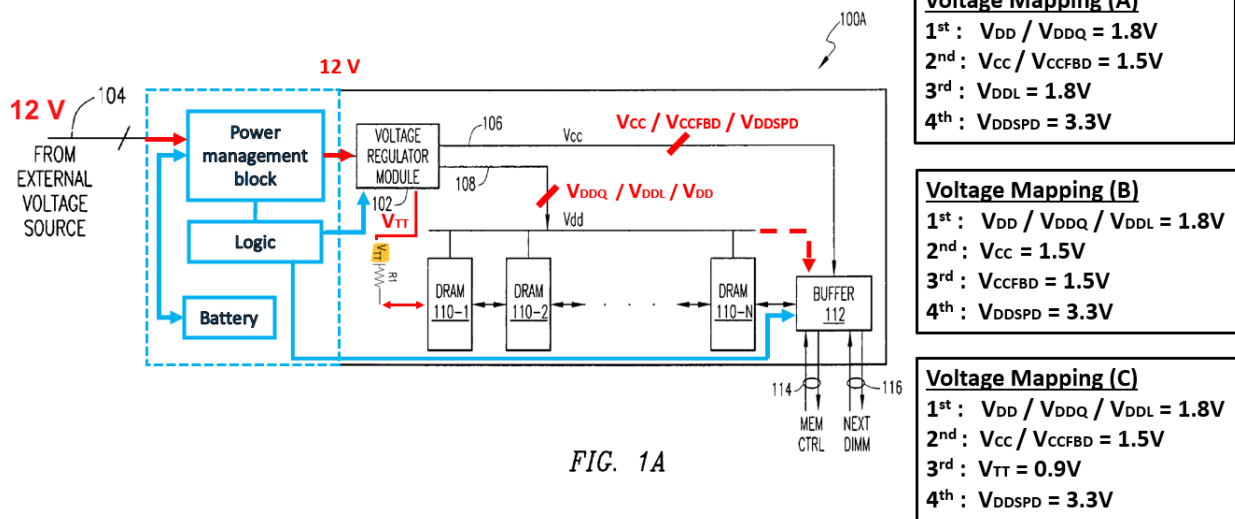 100A
12 V
12 V
104
FROM
EXTERNAL
VOLTAGE
SOURCE
Power
management
block
Logic
Battery
VOLTAGE
REGULATOR
MODULE
102
106
108
Vcc
VCC / VCCFBD / VDDSPD
VDDQ / VDDL / VDD
Vdd
VTT
VTT
R1
DRAM
110-1
DRAM
110-2
. . . .
DRAM
110-N
BUFFER
112
114
116
MEM
CTRL
NEXT
DIMM
FIG. 1A
Voltage Mapping (A)
1st : VDD / VDDQ = 1.8V
2nd : VCC / VCCFBD = 1.5V
3rd : VDDL = 1.8V
4th : VDDSPD = 3.3V
Voltage Mapping (B)
1st : VDD / VDDQ / VDDL = 1.8V
2nd : VCC = 1.5V
3rd : VCCFBD = 1.5V
4th : VDDSPD = 3.3V
Voltage Mapping (C)
1st : VDD / VDDQ / VDDL = 1.8V
2nd : VCC / VCCFBD = 1.5V
3rd : VTT = 0.9V
4th : VDDSPD = 3.3V